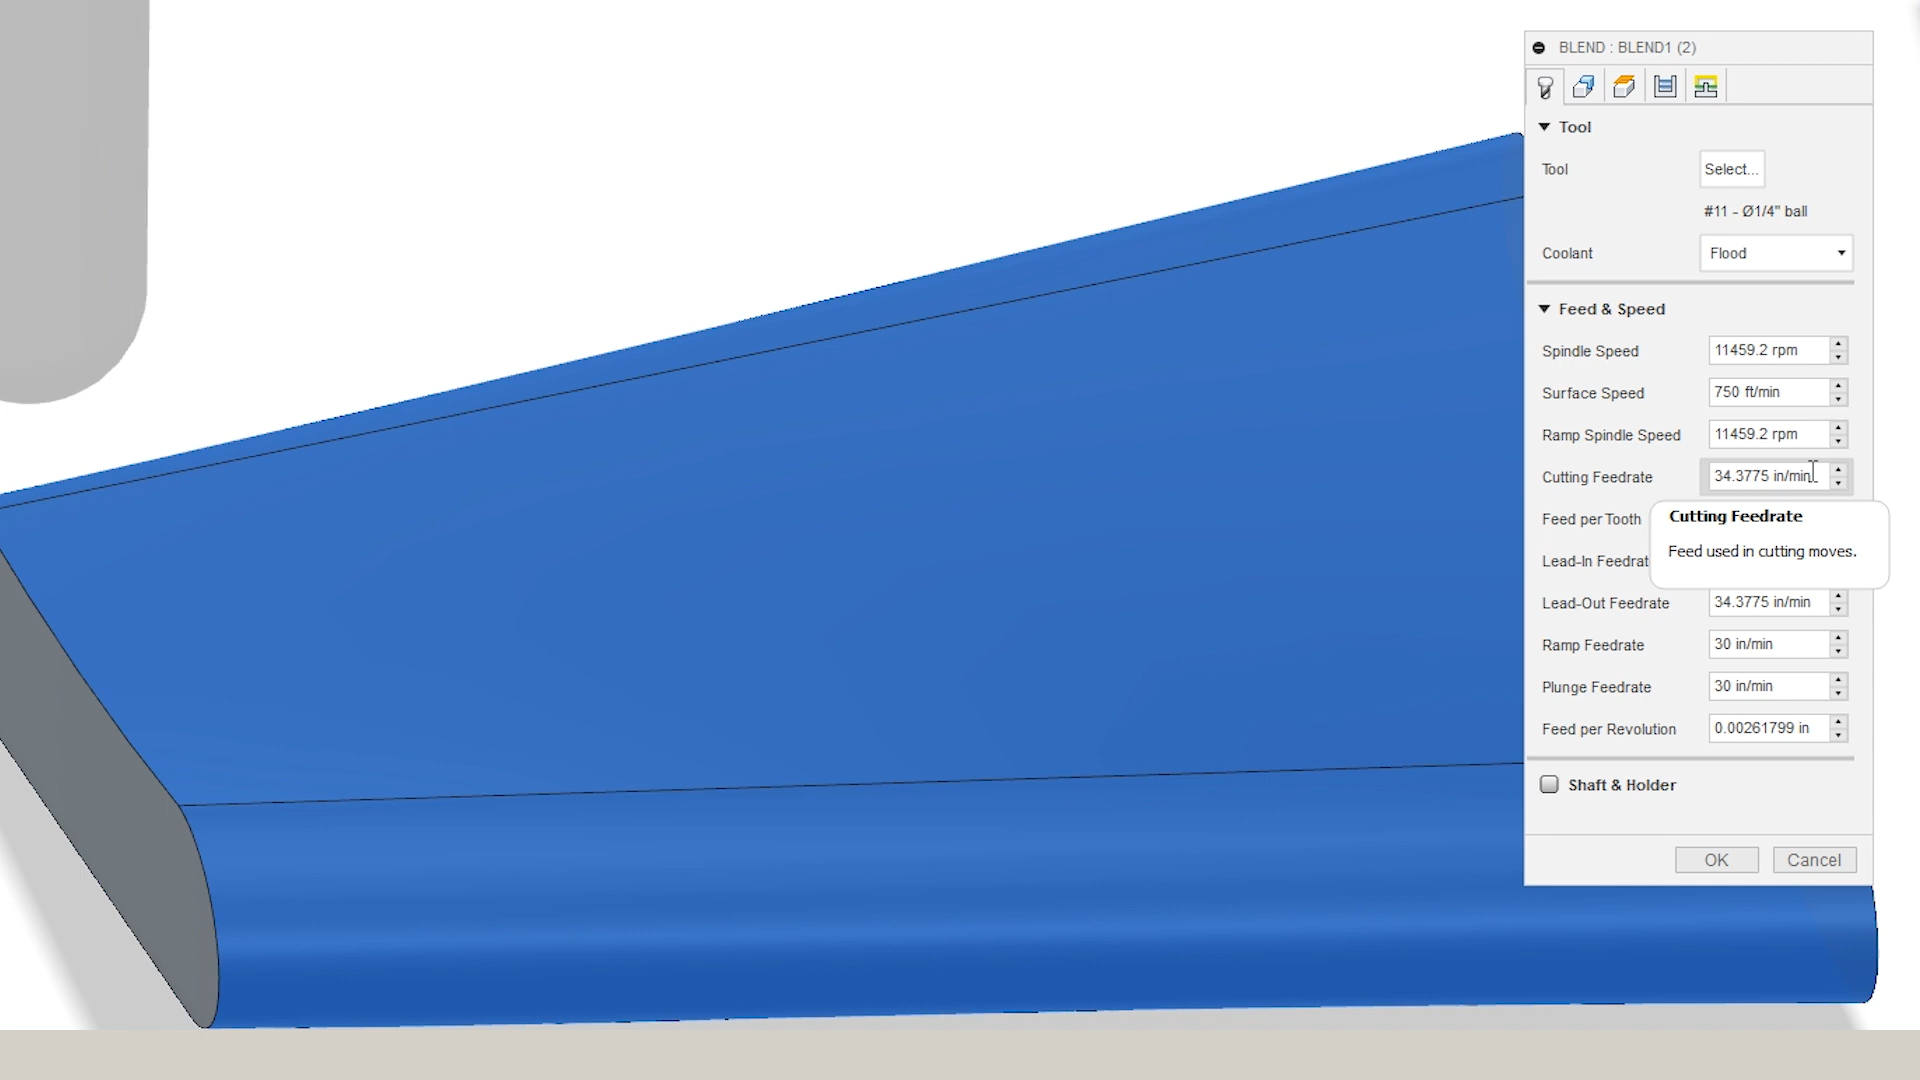 BLEND : BLEND1 (2)
Tool
Tool Select...
#11 - Ø1/4" ball
Coolant Flood
Feed & Speed
Spindle Speed 11459.2 rpm
Surface Speed 750 ft/min
Ramp Spindle Speed 11459.2 rpm
Cutting Feedrate 34.3775 in/min
Feed per Tooth
Cutting Feedrate
Feed used in cutting moves.
Lead-In Feedrat
Lead-Out Feedrate 34.3775 in/min
Ramp Feedrate 30 in/min
Plunge Feedrate 30 in/min
Feed per Revolution 0.00261799 in
Shaft & Holder
OK Cancel